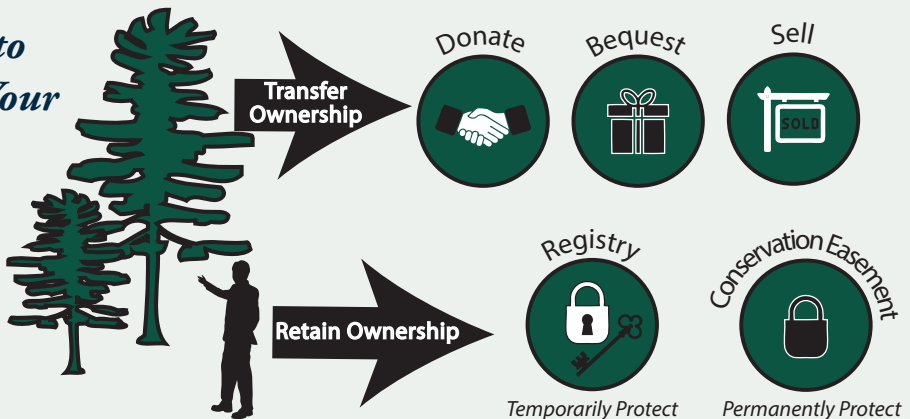 to
Your
Transfer
Ownership
Donate
Bequest
Sell
SOLD
Retain Ownership
Registry
Conservation Easement
Temporarily Protect
Permanently Protect